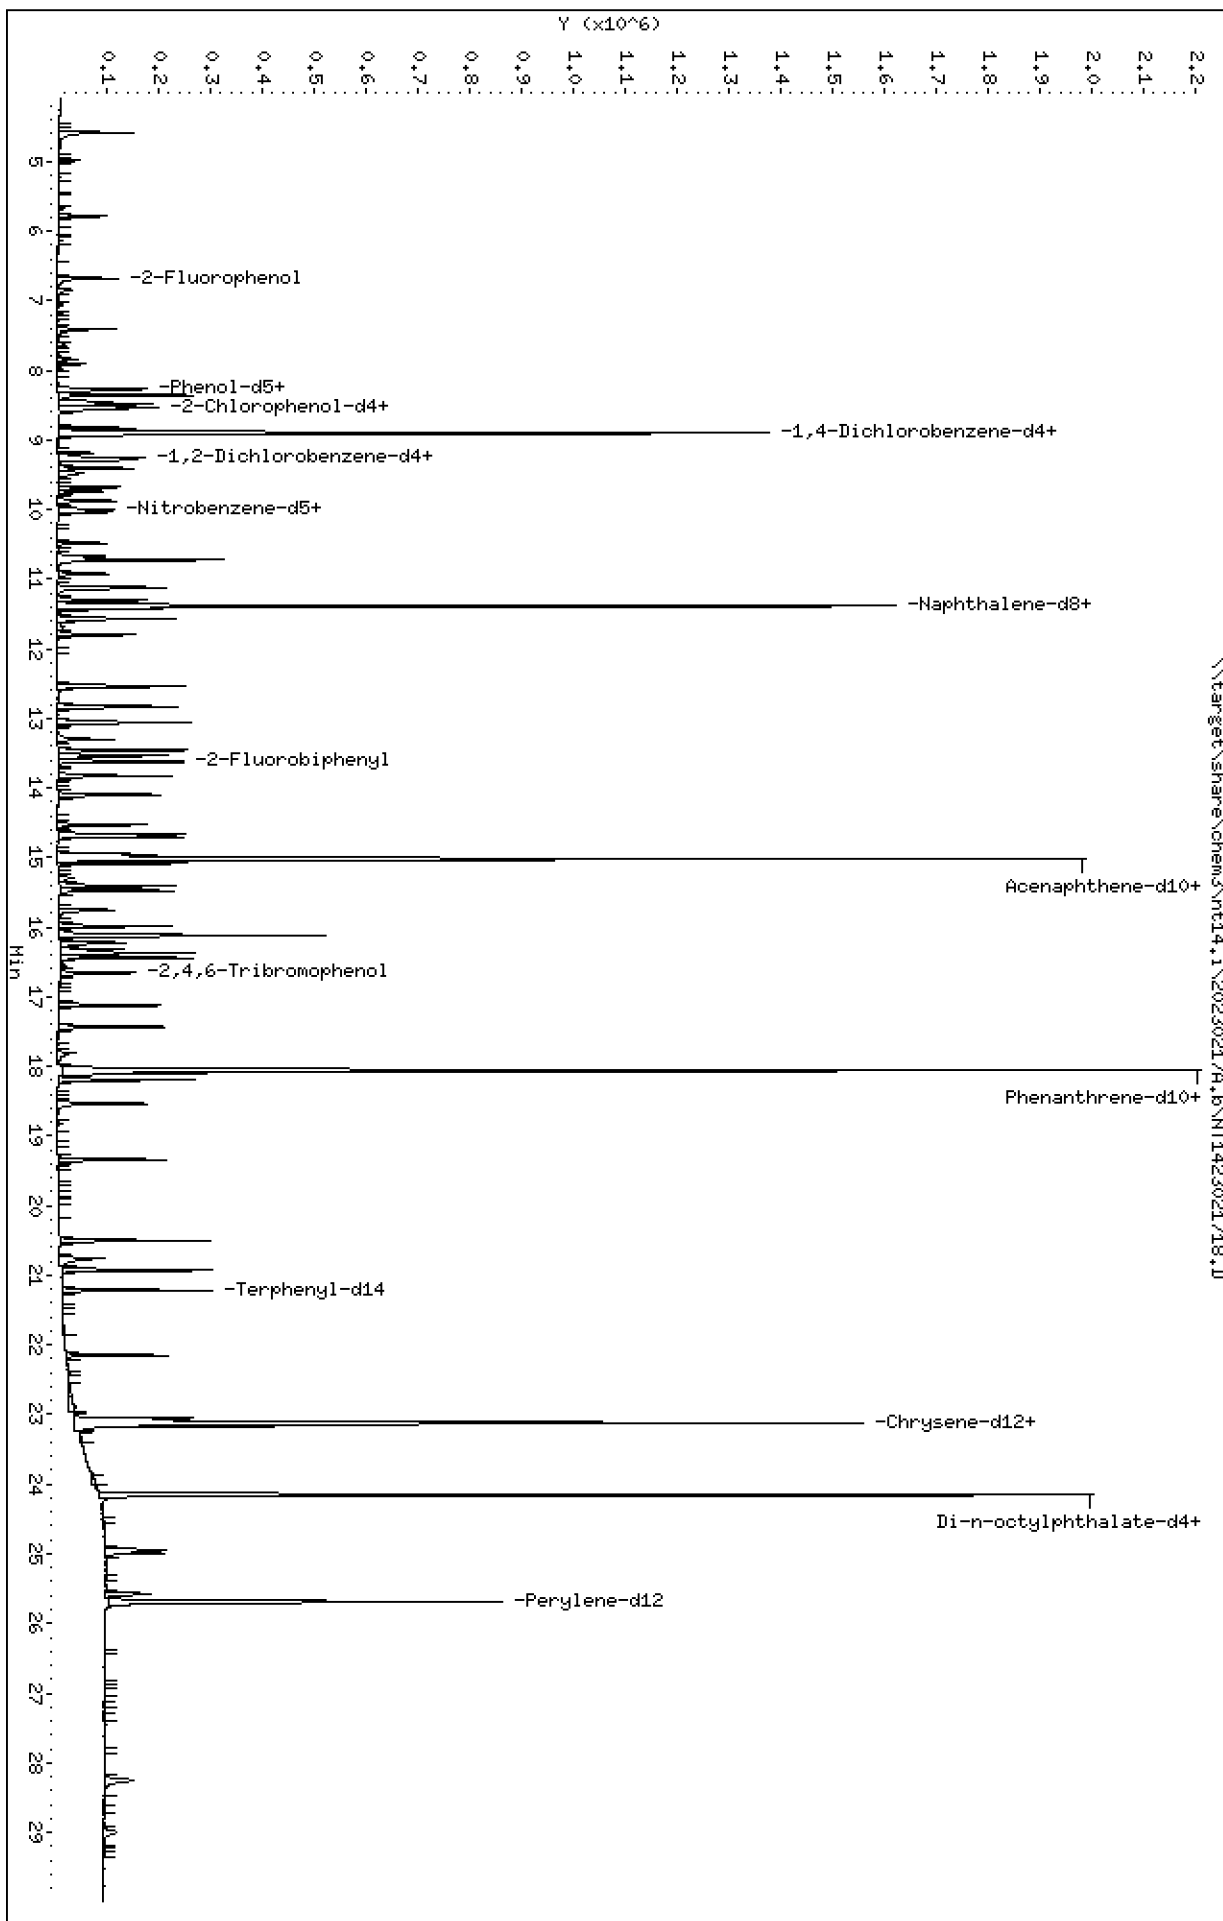 Y (x10^6)
0.1
0.2
0.3
0.4
0.5
0.6
0.7
0.8
0.9
1.0
1.1
1.2
1.3
1.4
1.5
1.6
1.7
1.8
1.9
2.0
2.1
2.2
5
6
7
8
9
10
11
12
13
14
15
16
17
18
19
20
21
22
23
24
25
26
27
28
29
Min
-2-Fluorophenol
-Phenol-d5+
-2-Chlorophenol-d4+
-1,4-Dichlorobenzene-d4+
-1,2-Dichlorobenzene-d4+
-Nitrobenzene-d5+
-Naphthalene-d8+
-2-Fluorobiphenyl
Acenaphthene-d10+
-2,4,6-Tribromophenol
Phenanthrene-d10+
-Terphenyl-d14
-Chrysene-d12+
Di-n-octylphthalate-d4+
-Perylene-d12